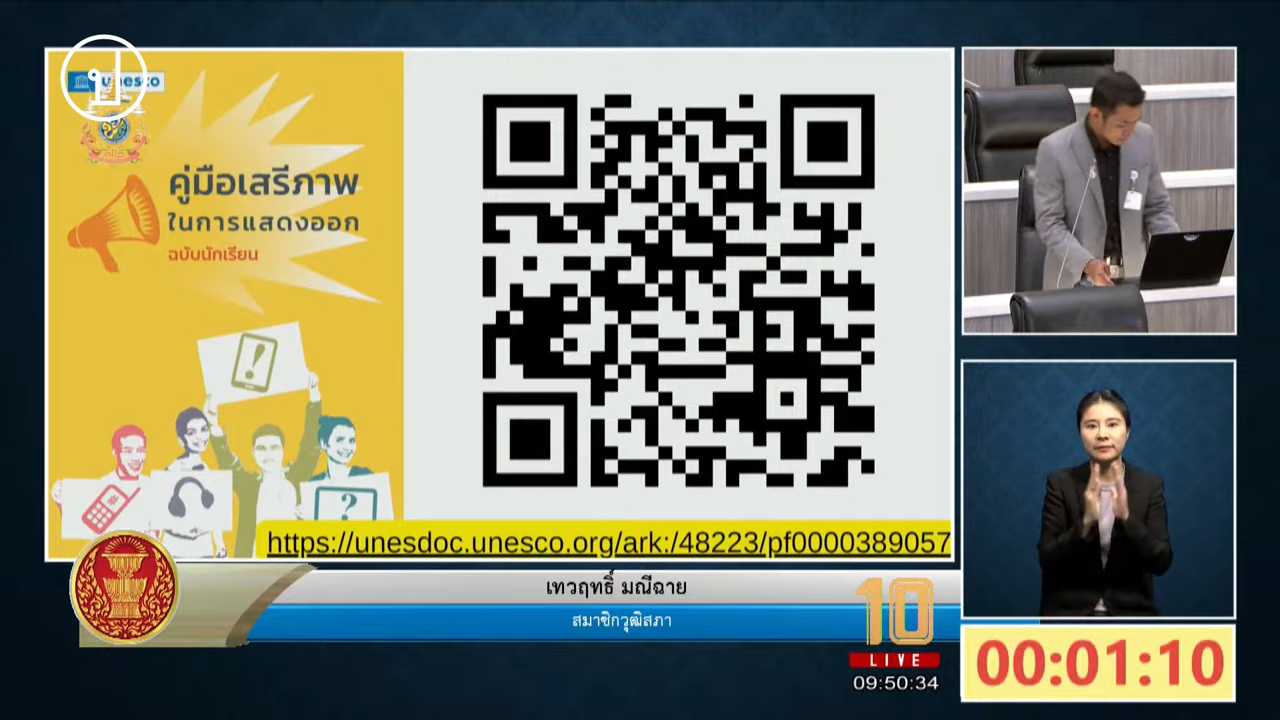 ป
unesco
คู่มือเสรีภาพ
ในการแสดงออก
ฉบับนักเรียน
https://unesdoc.unesco.org/ark:/48223/pf0000389057
เทวฤทธิ์ มณีฉาย
สมาชิกวุฒิสภา
10
LIVE
09:50:34
00:01:10